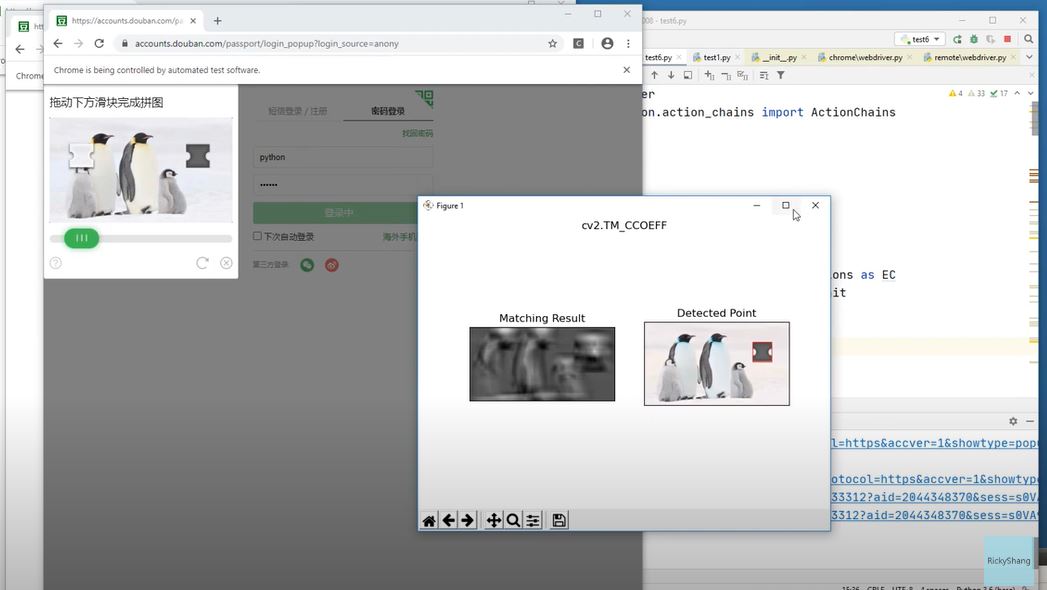 https://accounts.douban.com/pa
008 - test6.py
accounts.douban.com/passport/login_popup?login_source=anony
test6
Chrome is being controlled by automated test software.
Chrome
test6.py
test1.py
__init__.py
chrome\webdriver.py
remote\webdriver.py
拖动下方滑块完成拼图
短信登录 / 注册
密码登录
找回密码
python
登录中
下次自动登录
海外手机
第三方登录:
er
on.action_chains import ActionChains
4
33
17
ons as EC
it
Figure 1
cv2.TM_CCOEFF
Matching Result
Detected Point
l=https&accver=1&showtype=popu
otocol=https&accver=1&showtype
33312?aid=2044348370&sess=s0VA
33312?aid=2044348370&sess=s0VA
RickyShang